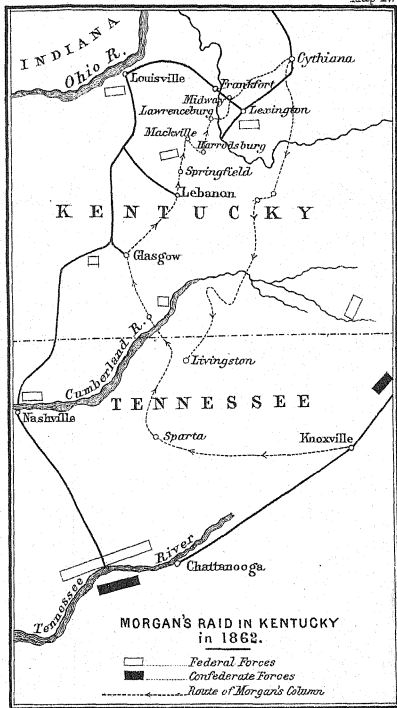 INDIANA
Ohio R.
Cythiana
Louisville
Frankfort
Midway
Lawrenceburg
Lexington
Mackville
Harrodsburg
Springfield
Lebanon
KENTUCKY
Glasgow
Cumberland R.
Livingston
TENNESSEE
Nashville
Sparta
Knoxville
Tennessee River
Chattanooga
MORGAN'S RAID IN KENTUCKY
in 1862.
Federal Forces
Confederate Forces
Route of Morgan's Column